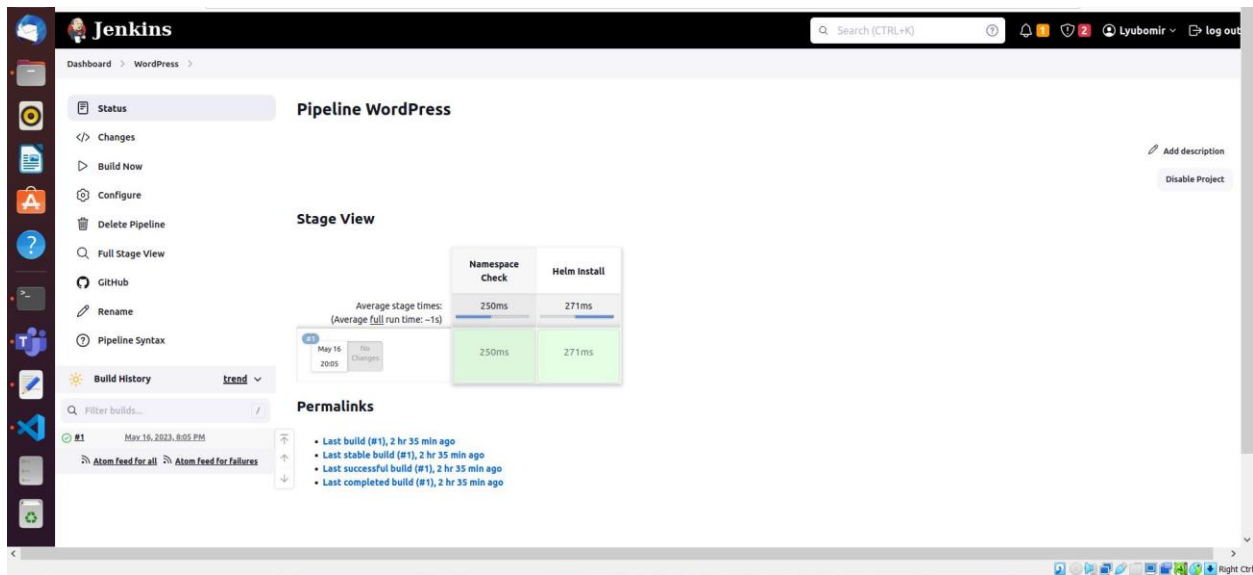 Jenkins
Search (CTRL+K)
1
2
Lyubomir
log out
Dashboard > WordPress >
Status
Changes
Build Now
Configure
Delete Pipeline
Full Stage View
GitHub
Rename
Pipeline Syntax
Build History
trend
Filter builds...
/
#1
May 16, 2023, 8:05 PM
Atom feed for all
Atom feed for failures
Pipeline WordPress
Add description
Disable Project
Stage View
Namespace
Check
Helm Install
Average stage times:
250ms
271ms
(Average full run time: ~1s)
#1
May 16
20:05
No
Changes
250ms
271ms
Permalinks
• Last build (#1), 2 hr 35 min ago
• Last stable build (#1), 2 hr 35 min ago
• Last successful build (#1), 2 hr 35 min ago
• Last completed build (#1), 2 hr 35 min ago
Right Ctrl